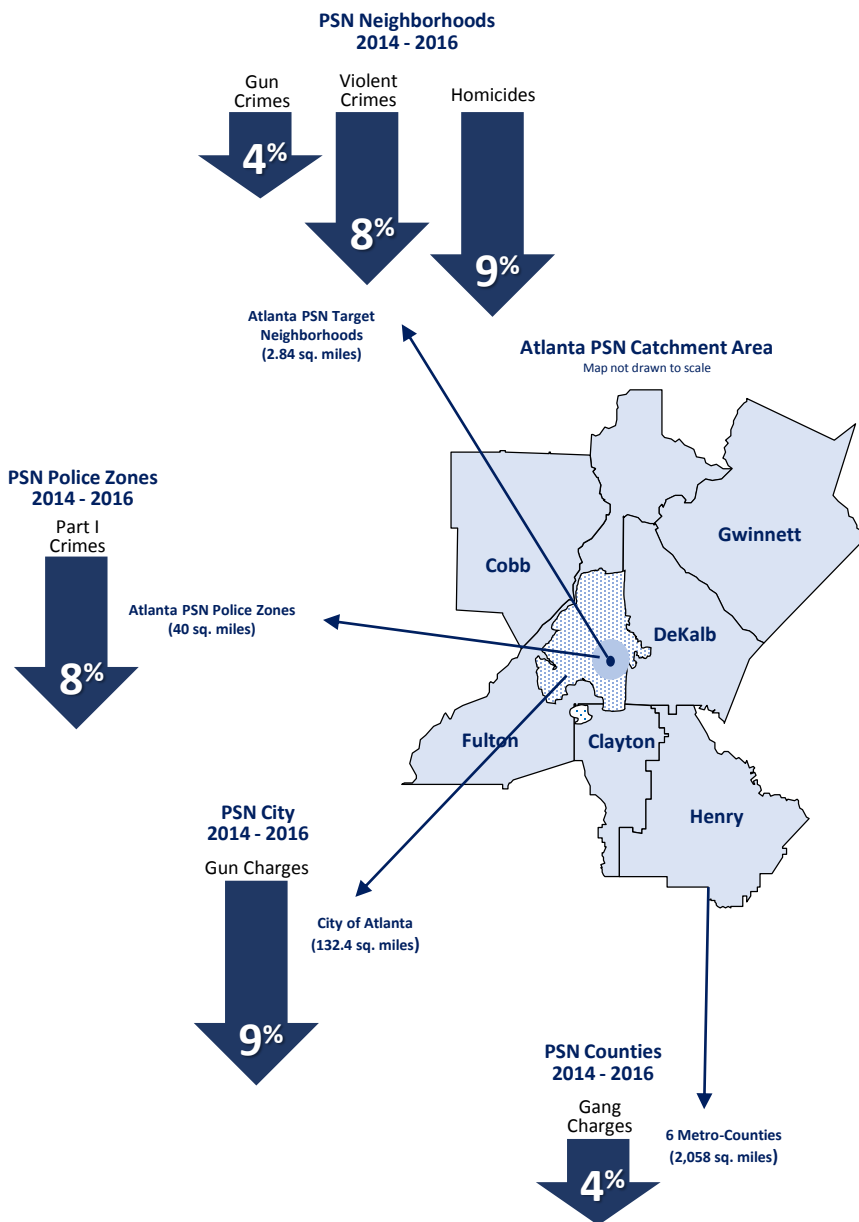 PSN Neighborhoods
2014 - 2016
Gun
Crimes
4%
Violent
Crimes
8%
Homicides
9%
Atlanta PSN Target
Neighborhoods
(2.84 sq. miles)
Atlanta PSN Catchment Area
Map not drawn to scale
PSN Police Zones
2014 - 2016
Part I
Crimes
8%
Atlanta PSN Police Zones
(40 sq. miles)
Cobb
Gwinnett
DeKalb
Fulton
Clayton
Henry
PSN City
2014 - 2016
Gun Charges
9%
City of Atlanta
(132.4 sq. miles)
PSN Counties
2014 - 2016
Gang
Charges
4%
6 Metro-Counties
(2,058 sq. miles)